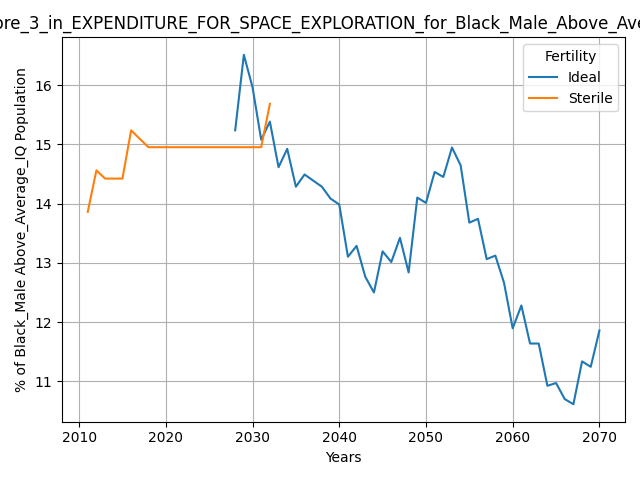 ore_3_in_EXPENDITURE_FOR_SPACE_EXPLORATION_for_Black_Male_Above_Ave
Fertility
Ideal
Sterile
% of Black_Male Above_Average_IQ Population
16
15
14
13
12
11
2010 2020 2030 2040 2050 2060 2070
Years